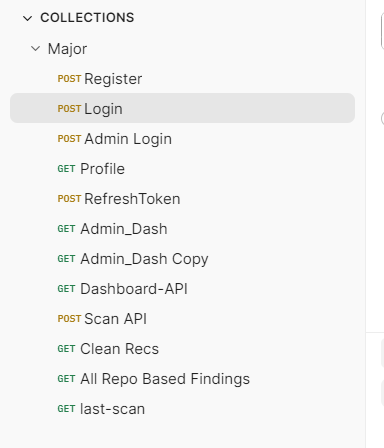 COLLECTIONS
Major
POST Register
POST Login
POST Admin Login
GET Profile
POST RefreshToken
GET Admin_Dash
GET Admin_Dash Copy
GET Dashboard-API
POST Scan API
GET Clean Recs
GET All Repo Based Findings
GET last-scan